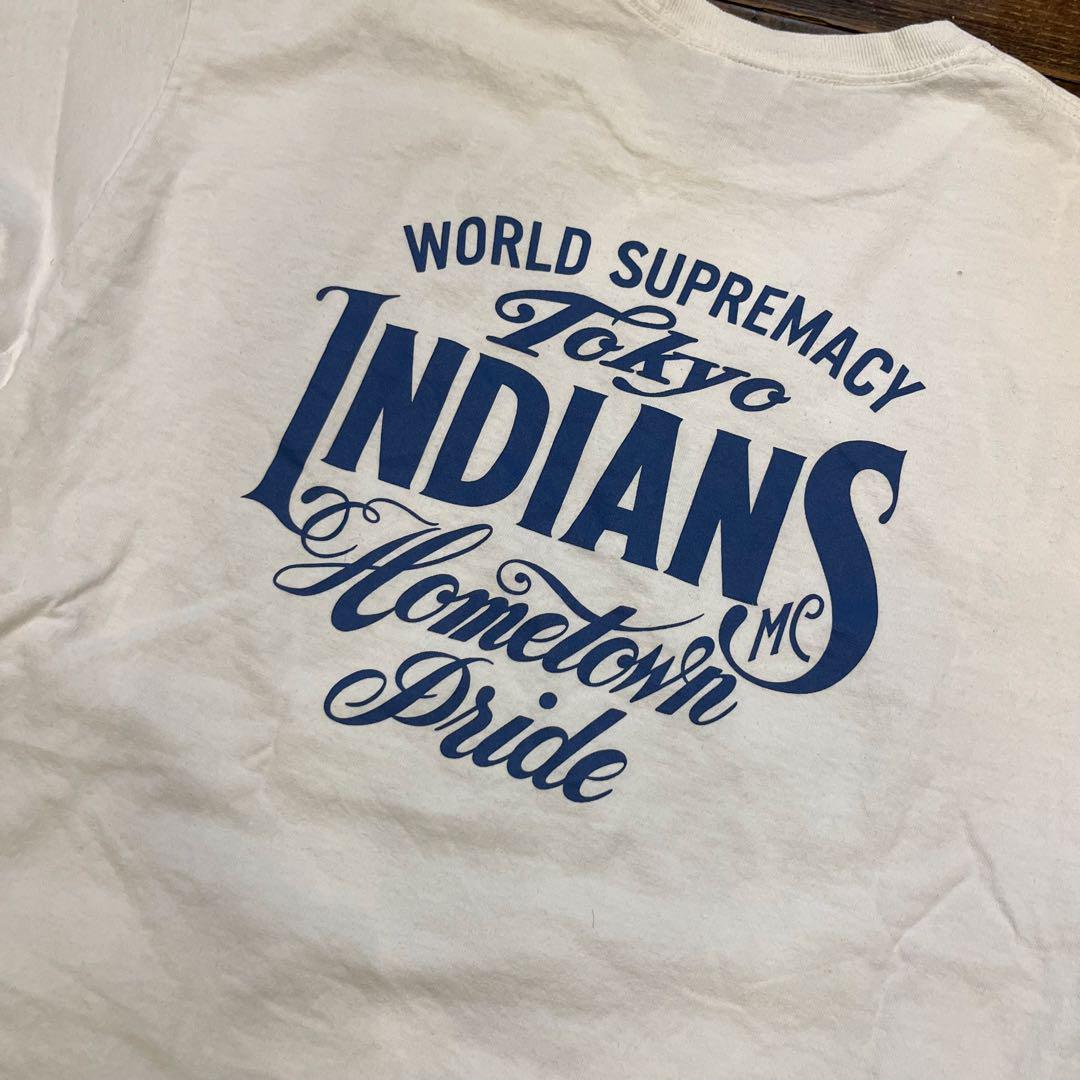 WORLD SUPREMACY
Tokyo
INDIANS
MC
Hometown
Pride